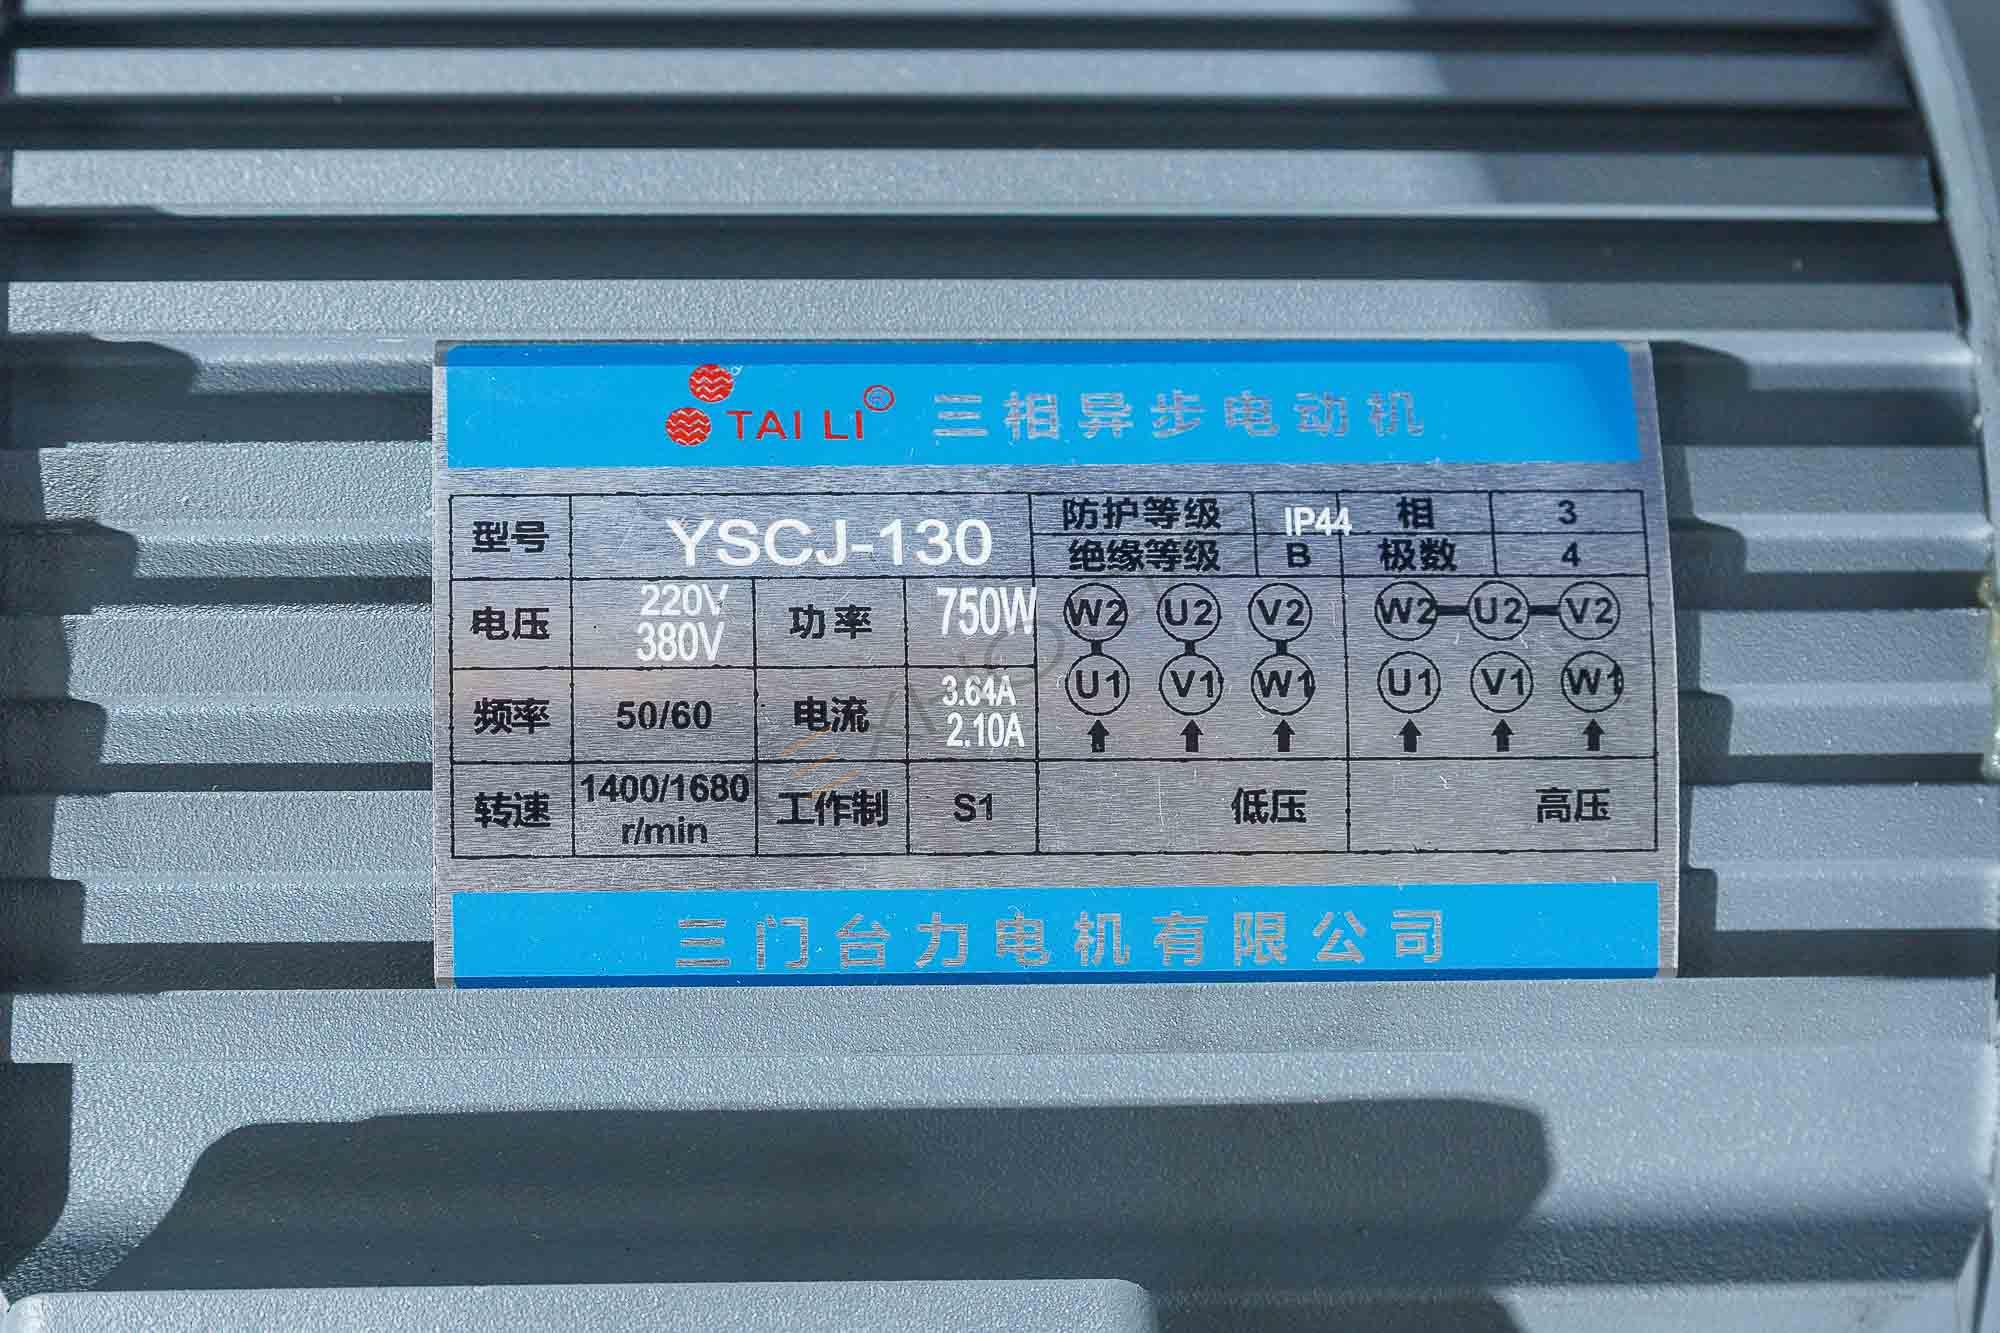 TAI LI® 三相异步电动机
型号 YSCJ-130 防护等级 IP44 相 3
绝缘等级 B 极数 4
电压 220V 380V 功率 750W
W2 U2 V2 W2 U2 V2
频率 50/60 电流 3.64A 2.10A
U1 V1 W1 U1 V1 W1
转速 1400/1680 r/min 工作制 S1 低压 高压
三门台力电机有限公司